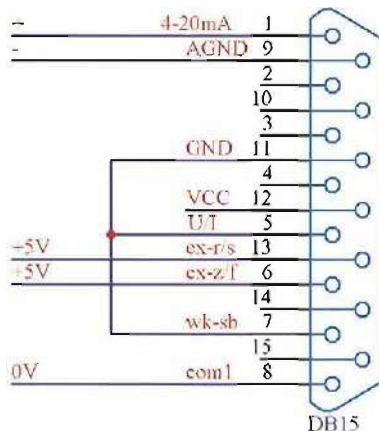 + 4-20mA 1
- AGND 9
2
10
3
GND 11
4
VCC 12
U/I 5
+5V ex-r/s 13
+5V ex-z/f 6
14
wk-sb 7
15
0V com1 8
DB15